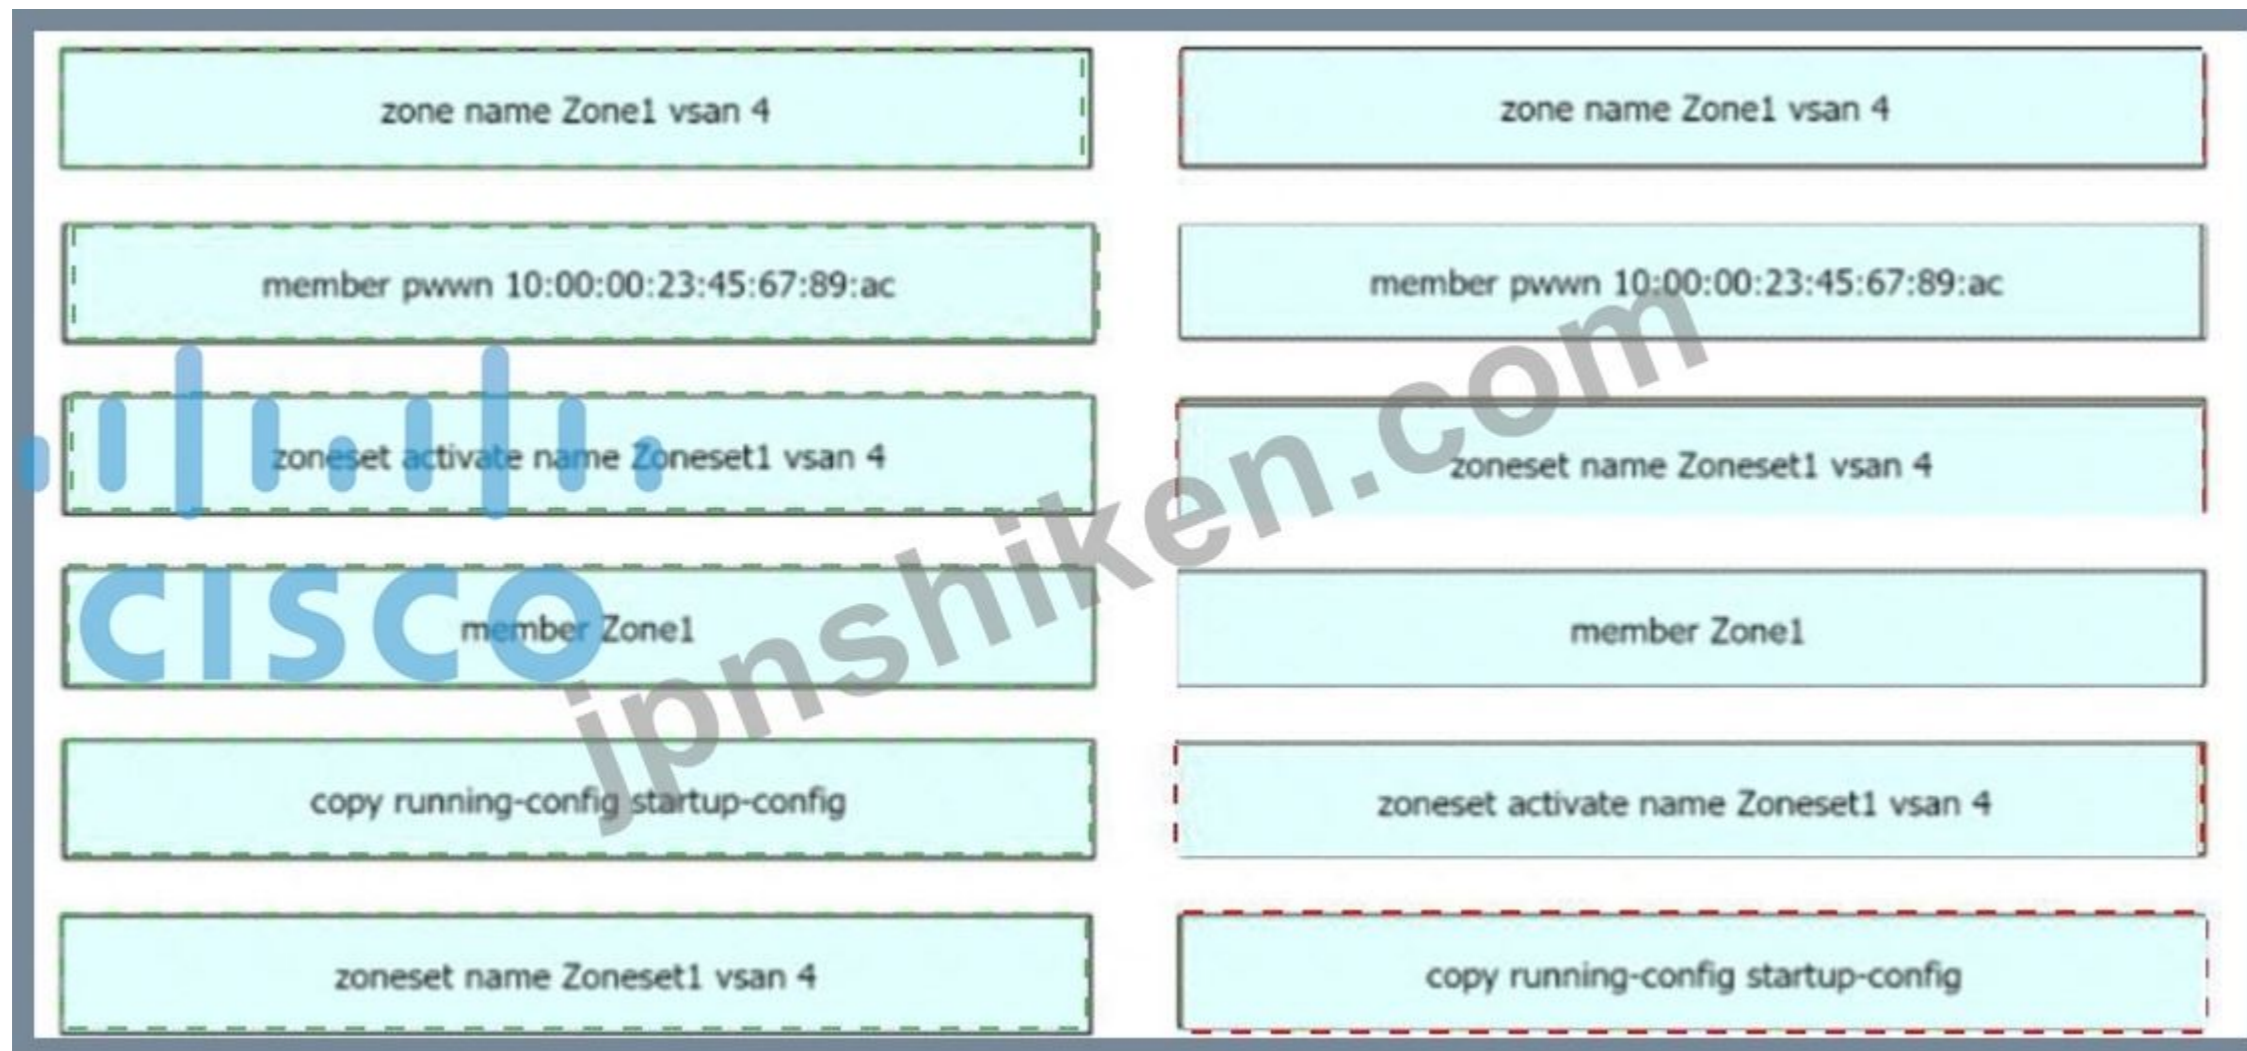 zone name Zone1 vsan 4
zone name Zone1 vsan 4
member pwwn 10:00:00:23:45:67:89:ac
member pwwn 10:00:00:23:45:67:89:ac
zoneset activate name Zoneset1 vsan 4
zoneset name Zoneset1 vsan 4
member Zone1
member Zone1
copy running-config startup-config
zoneset activate name Zoneset1 vsan 4
zoneset name Zoneset1 vsan 4
copy running-config startup-config
CISCO
jpnshiken.com